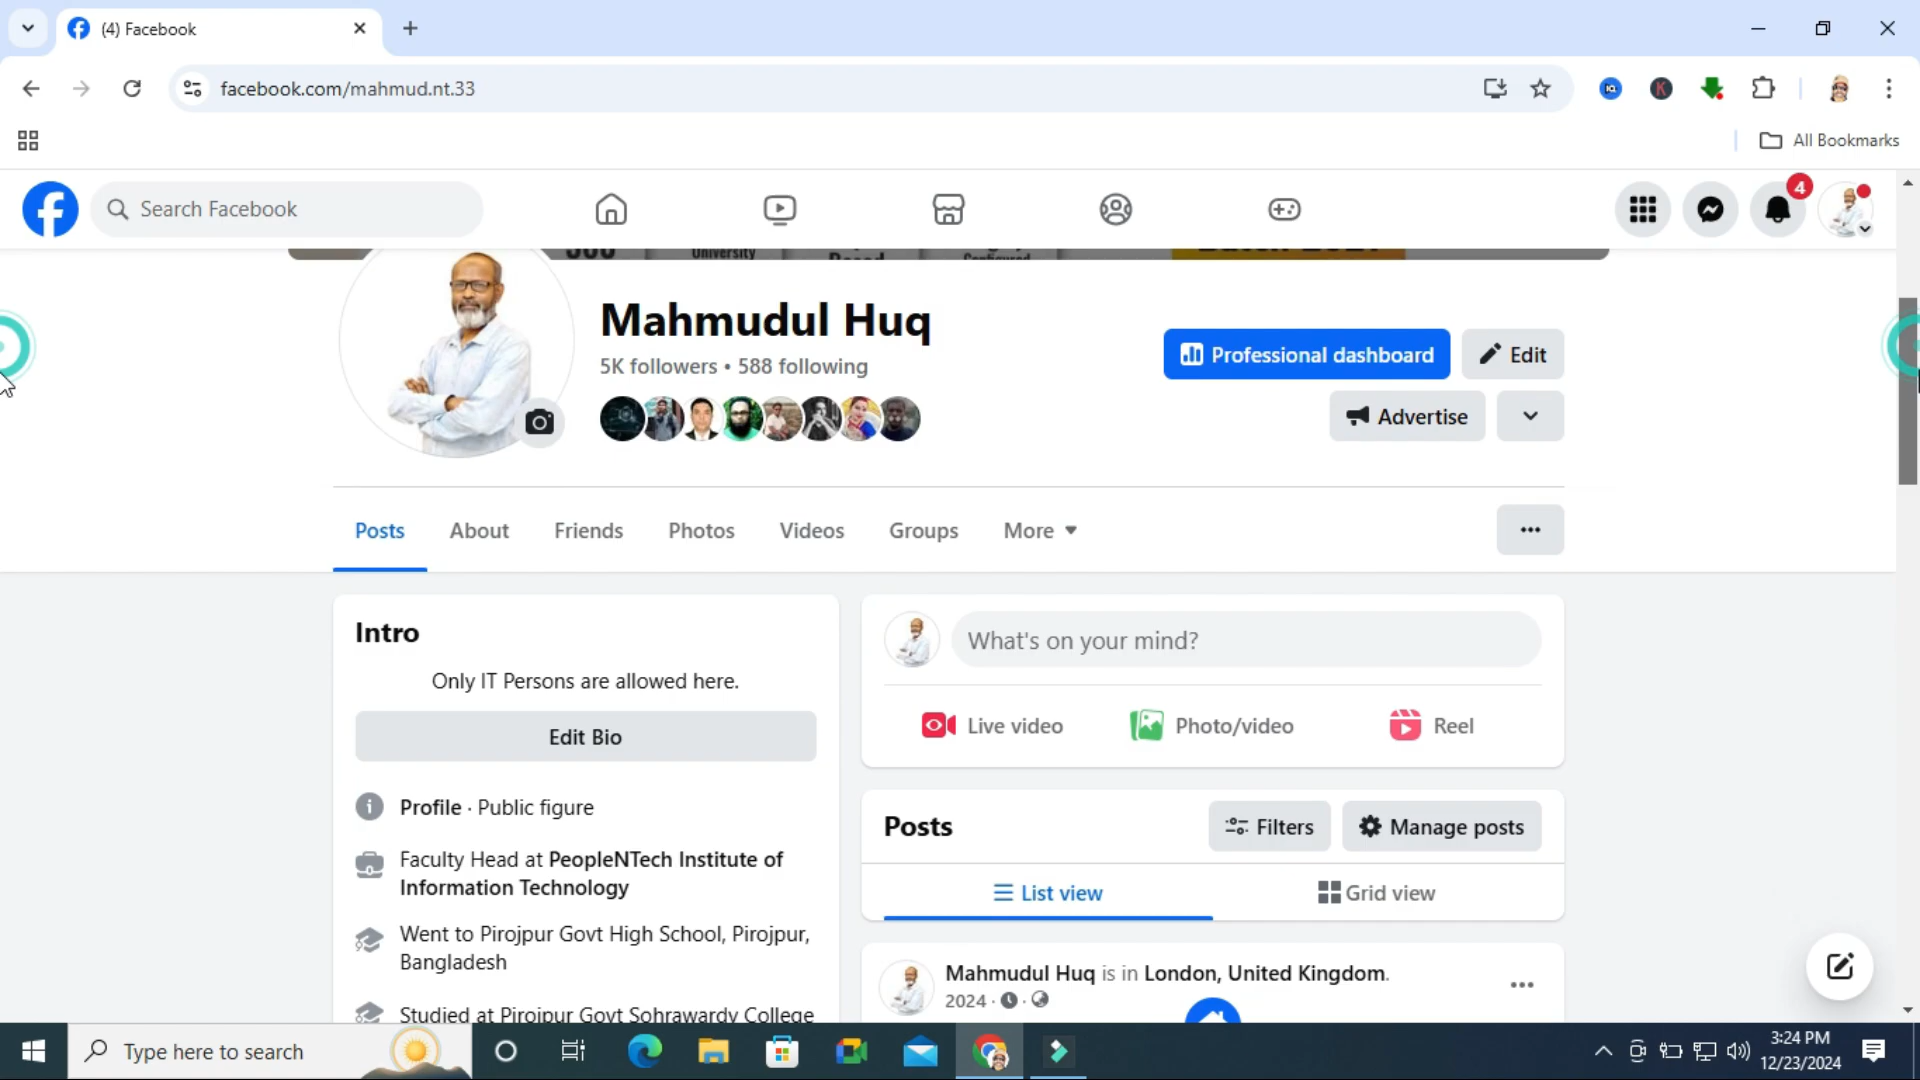 (4) Facebook
facebook.com/mahmud.nt.33
All Bookmarks
Search Facebook
4
University
Mahmudul Huq
5K followers • 588 following
Professional dashboard
Edit
Advertise
Posts
About
Friends
Photos
Videos
Groups
More
Intro
Only IT Persons are allowed here.
Edit Bio
Profile · Public figure
Faculty Head at PeopleNTech Institute of
Information Technology
Went to Pirojpur Govt High School, Pirojpur,
Bangladesh
Studied at Pirojpur Govt Sohrawardy College
What's on your mind?
Live video
Photo/video
Reel
Posts
Filters
Manage posts
List view
Grid view
Mahmudul Huq is in London, United Kingdom.
2024
Type here to search
3:24 PM
12/23/2024